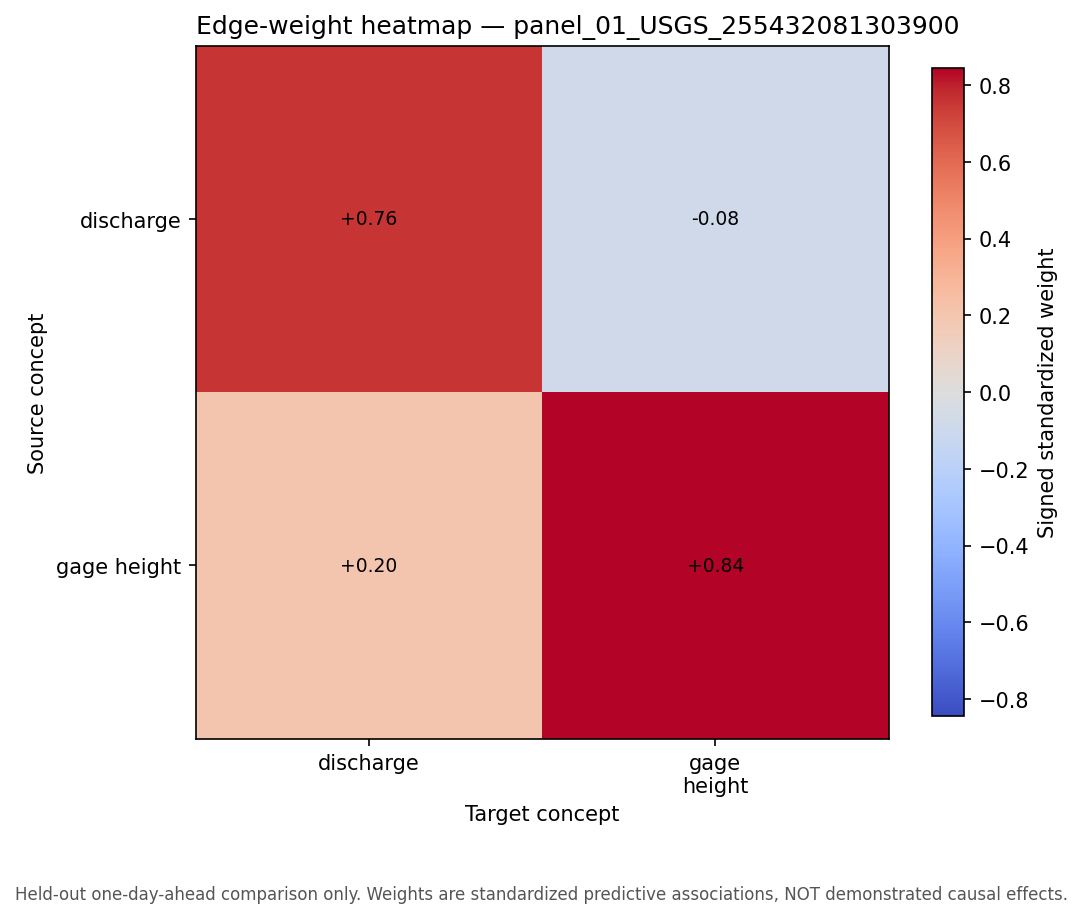 Edge-weight heatmap — panel_01_USGS_255432081303900
discharge
gage height
Source concept
+0.76
-0.08
+0.20
+0.84
discharge
gage
height
Target concept
0.8
0.6
0.4
0.2
0.0
−0.2
−0.4
−0.6
−0.8
Signed standardized weight
Held-out one-day-ahead comparison only. Weights are standardized predictive associations, NOT demonstrated causal effects.